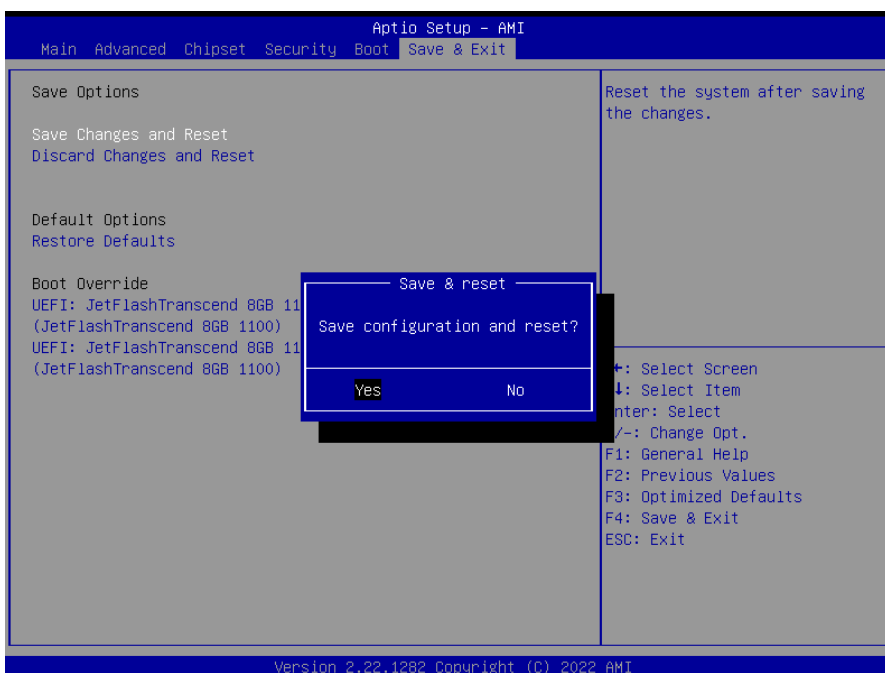 Aptio Setup – AMI
Main Advanced Chipset Security Boot Save & Exit
Save Options
Save Changes and Reset
Discard Changes and Reset
Default Options
Restore Defaults
Boot Override
UEFI: JetFlashTranscend 8GB 11
(JetFlashTranscend 8GB 1100)
UEFI: JetFlashTranscend 8GB 11
(JetFlashTranscend 8GB 1100)
Save & reset
Save configuration and reset?
Yes No
Reset the system after saving
the changes.
: Select Screen
↓: Select Item
nter: Select
/-: Change Opt.
F1: General Help
F2: Previous Values
F3: Optimized Defaults
F4: Save & Exit
ESC: Exit
Version 2.22.1282 Copyright (C) 2022 AMI